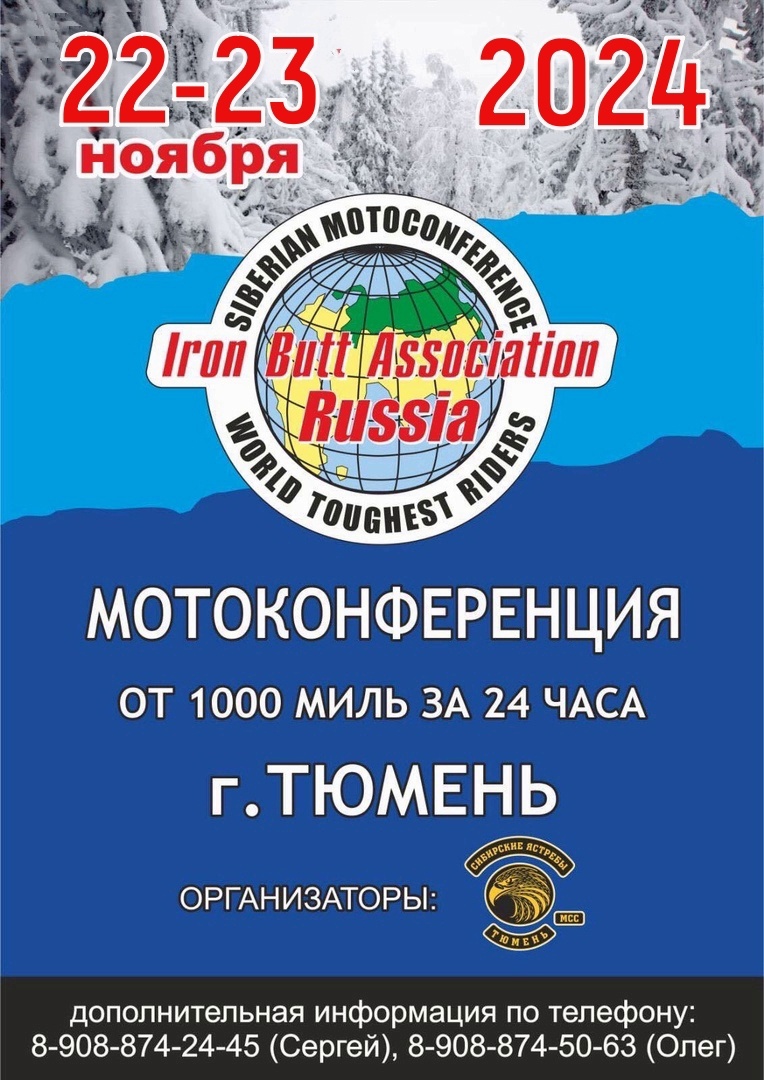 22-23 2024
ноября
SIBERIAN MOTOCONFERENCE
Iron Butt Association
Russia
WORLD TOUGHEST RIDERS
МОТОКОНФЕРЕНЦИЯ
ОТ 1000 МИЛЬ ЗА 24 ЧАСА
г.ТЮМЕНЬ
СИБИРСКИЕ ЯСТРЕБЫ
ОРГАНИЗАТОРЫ:
МСС
ТЮМЕНЬ
дополнительная информация по телефону:
8-908-874-24-45 (Сергей), 8-908-874-50-63 (Олег)